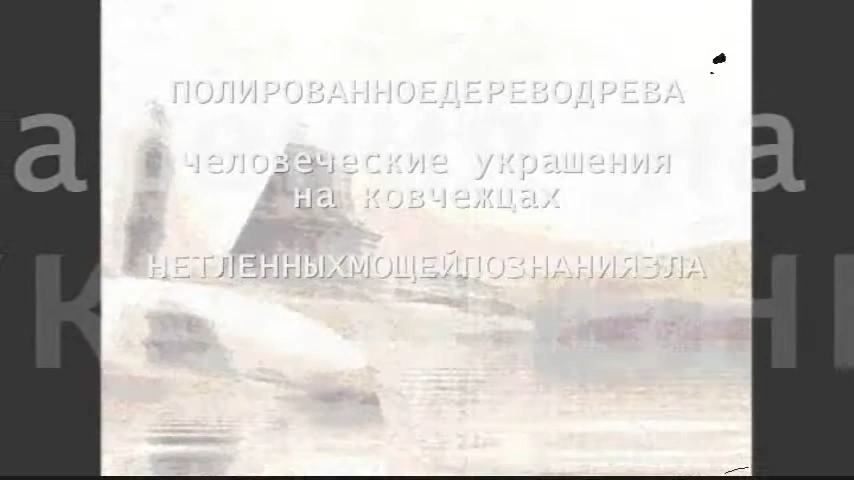 ПОЛИРОВАННОЕДЕРЕВОДРЕВА
человеческие украшения
на ковчежцах
НЕТЛЕННЫХМОЩЕЙПОЗНАНИЯЗЛА